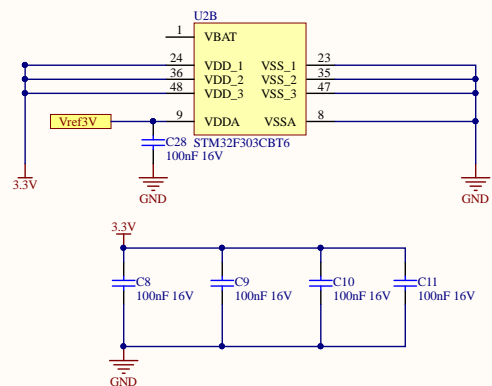 U2B
1 VBAT
24 VDD_1 VSS_1 23
36 VDD_2 VSS_2 35
48 VDD_3 VSS_3 47
Vref3V 9 VDDA VSSA 8
C28 STM32F303CBT6
100nF 16V
3.3V GND GND
3.3V
C8 C9 C10 C11
100nF 16V 100nF 16V 100nF 16V 100nF 16V
GND